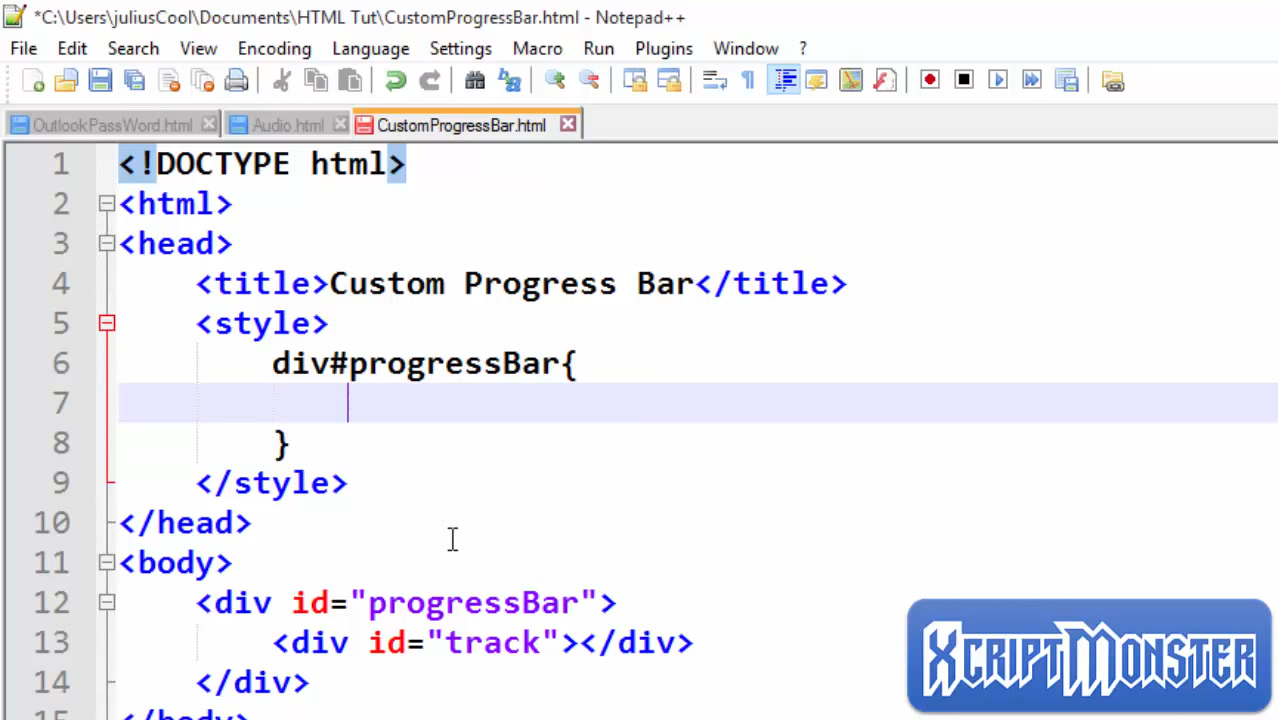 *C:\Users\juliusCool\Documents\HTML Tut\CustomProgressBar.html - Notepad++
File Edit Search View Encoding Language Settings Macro Run Plugins Window ?
OutlookPassWord.html Audio.html CustomProgressBar.html
1 <!DOCTYPE html>
2 <html>
3 <head>
4 <title>Custom Progress Bar</title>
5 <style>
6 div#progressBar{
7
8 }
9 </style>
10 </head>
11 <body>
12 <div id="progressBar">
13 <div id="track"></div>
14 </div>
15 </body>
XcriptMonster